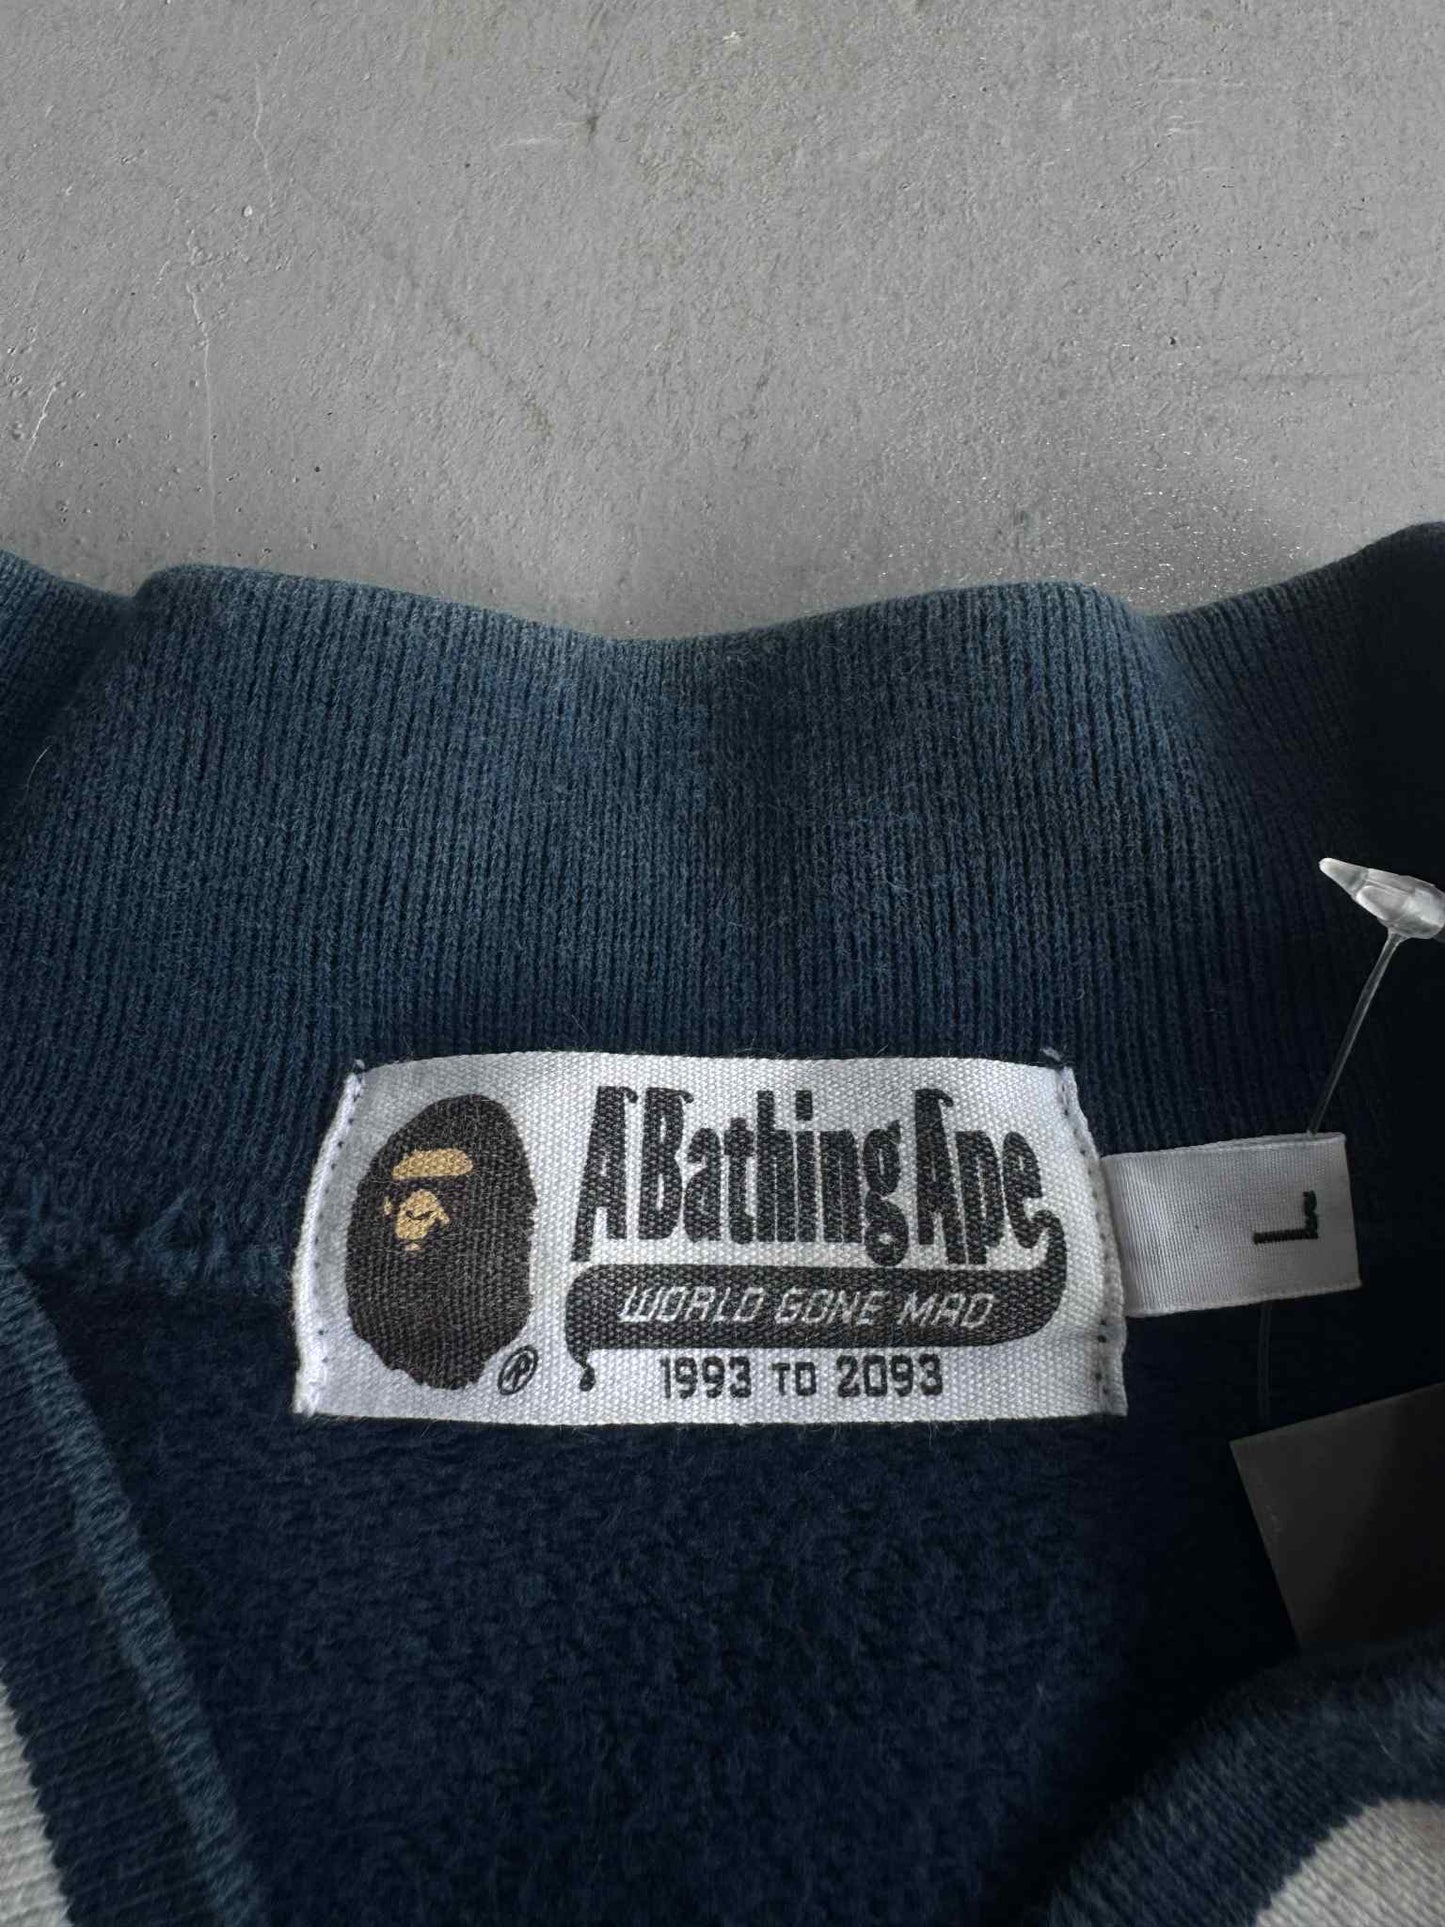 A Bathing Ape
WORLD GONE MAD
1993 TO 2093
®
L